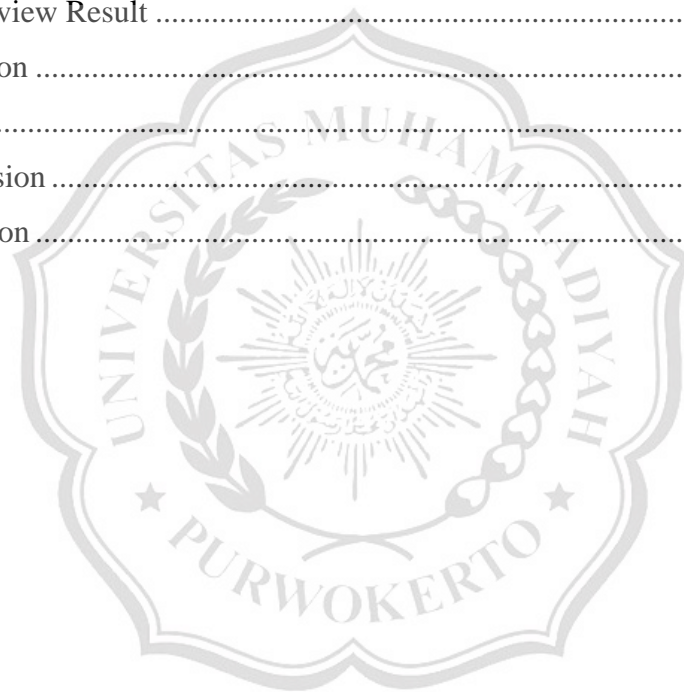 view Result ........................................................................
on ........................................................................
........................................................................
sion ........................................................................
on ........................................................................
UNIVERSITAS MUHAMMADIYAH
PURWOKERTO